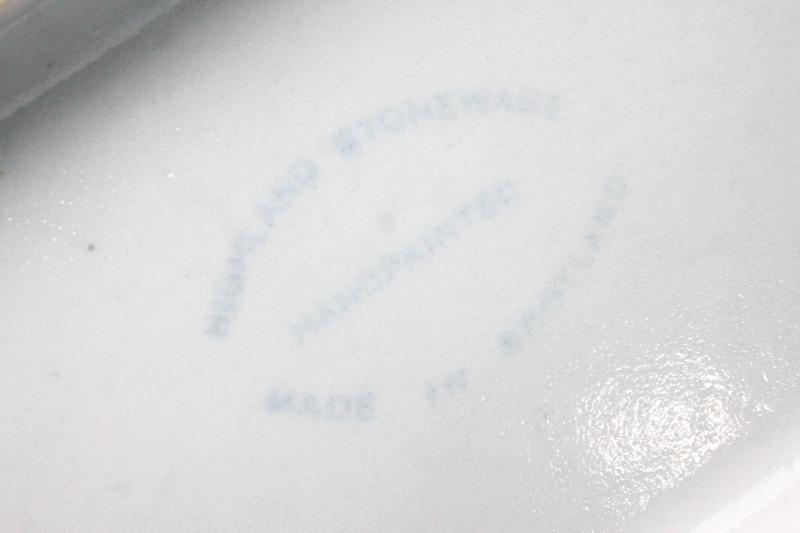 HIGHLAND STONEWARE
HANDPAINTED
MADE IN SCOTLAND